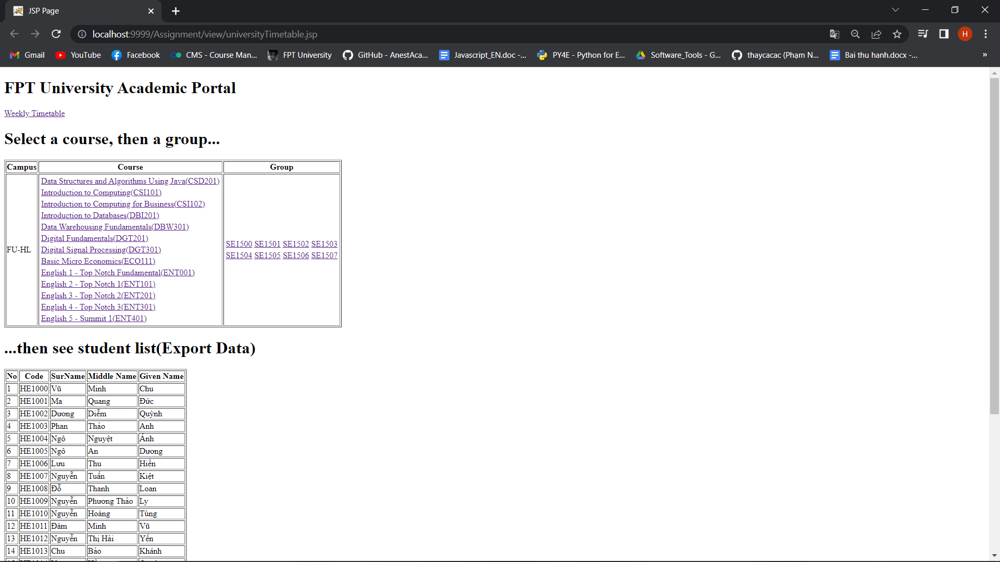 JSP Page
localhost:9999/Assignment/view/universityTimetable.jsp
H
Gmail YouTube Facebook CMS - Course Man... FPT University GitHub - AnestAca... Javascript_EN.doc -... PY4E - Python for E... Software_Tools - G... thaycacac (Phạm N... Bai thu hanh.docx -... »
FPT University Academic Portal
Weekly Timetable
Select a course, then a group...
Campus Course Group
FU-HL
Data Structures and Algorithms Using Java(CSD201)
Introduction to Computing(CSI101)
Introduction to Computing for Business(CSI102)
Introduction to Databases(DBI201)
Data Warehousing Fundamentals(DBW301)
Digital Fundamentals(DGT201)
Digital Signal Processing(DGT301)
Basic Micro Economics(ECO111)
English 1 - Top Notch Fundamental(ENT001)
English 2 - Top Notch 1(ENT101)
English 3 - Top Notch 2(ENT201)
English 4 - Top Notch 3(ENT301)
English 5 - Summit 1(ENT401)
SE1500 SE1501 SE1502 SE1503
SE1504 SE1505 SE1506 SE1507
...then see student list(Export Data)
No Code SurName Middle Name Given Name
1 HE1000 Vũ Minh Chu
2 HE1001 Ma Quang Đức
3 HE1002 Dương Diễm Quỳnh
4 HE1003 Phan Thảo Anh
5 HE1004 Ngô Nguyệt Ánh
6 HE1005 Ngô An Dương
7 HE1006 Lưu Thu Hiền
8 HE1007 Nguyễn Tuấn Kiệt
9 HE1008 Đỗ Thanh Loan
10 HE1009 Nguyễn Phương Thảo Ly
11 HE1010 Nguyễn Hoàng Tùng
12 HE1011 Đàm Minh Vũ
13 HE1012 Nguyễn Thị Hải Yến
14 HE1013 Chu Bảo Khánh